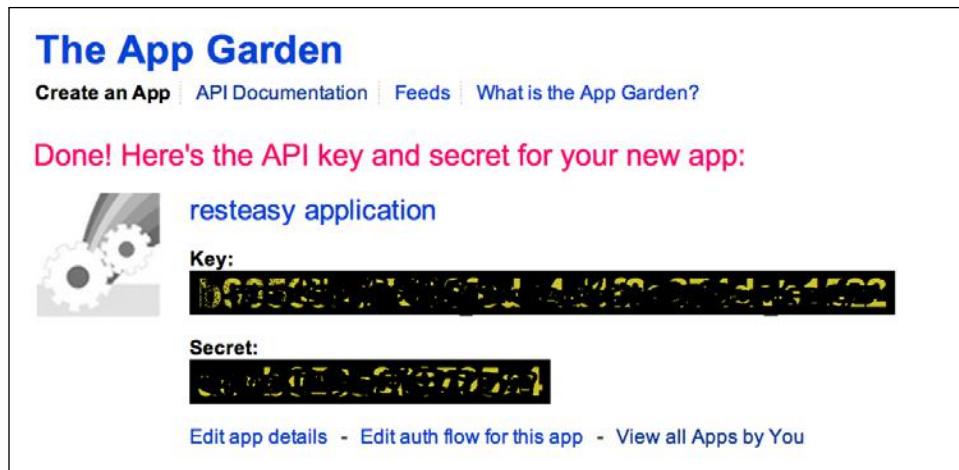 The App Garden
Create an App API Documentation Feeds What is the App Garden?
Done! Here's the API key and secret for your new app:
resteasy application
Key:
Secret:
Edit app details - Edit auth flow for this app - View all Apps by You